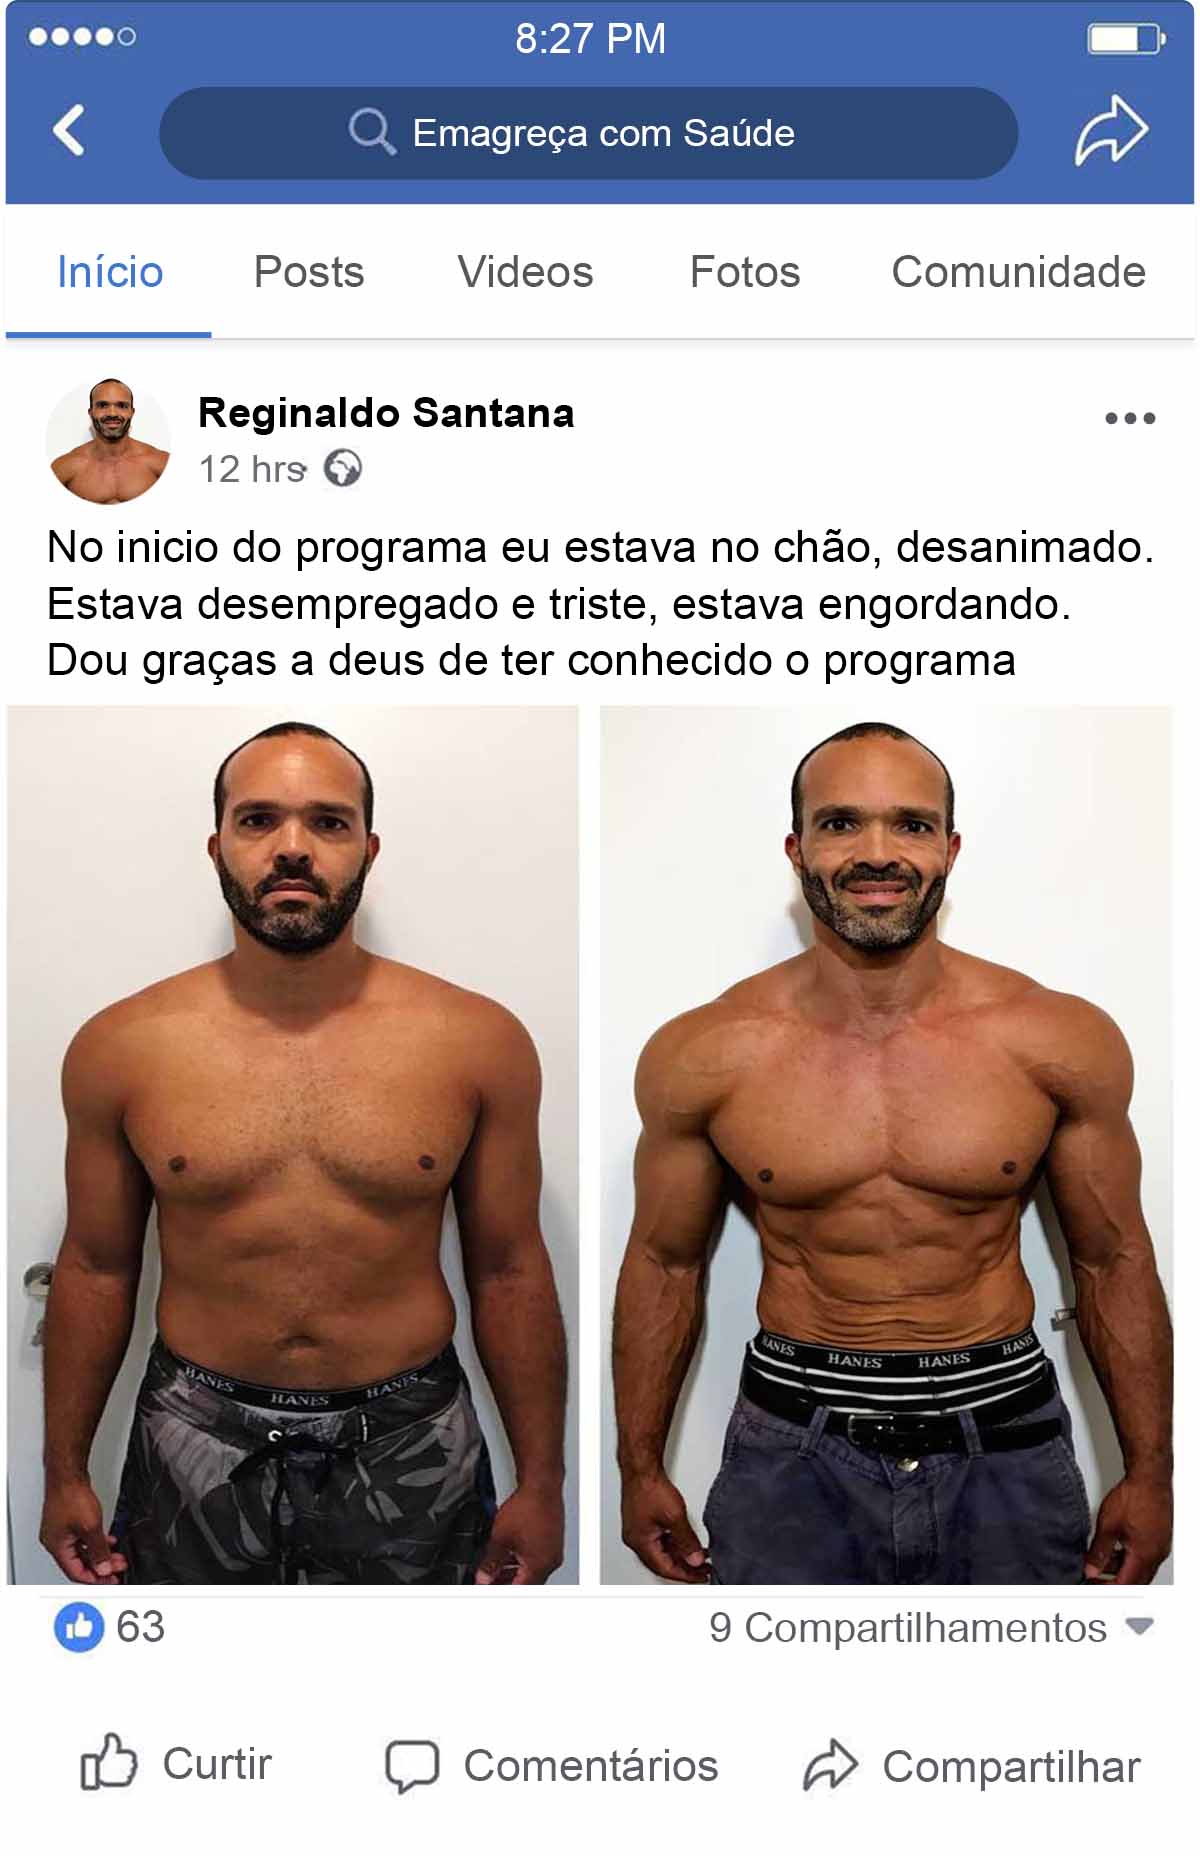 8:27 PM
Emagreça com Saúde
Início Posts Videos Fotos Comunidade
Reginaldo Santana
12 hrs
No inicio do programa eu estava no chão, desanimado.
Estava desempregado e triste, estava engordando.
Dou graças a deus de ter conhecido o programa
HANES HANES HANES
HANES HANES HANES HANES
63 9 Compartilhamentos
Curtir Comentários Compartilhar